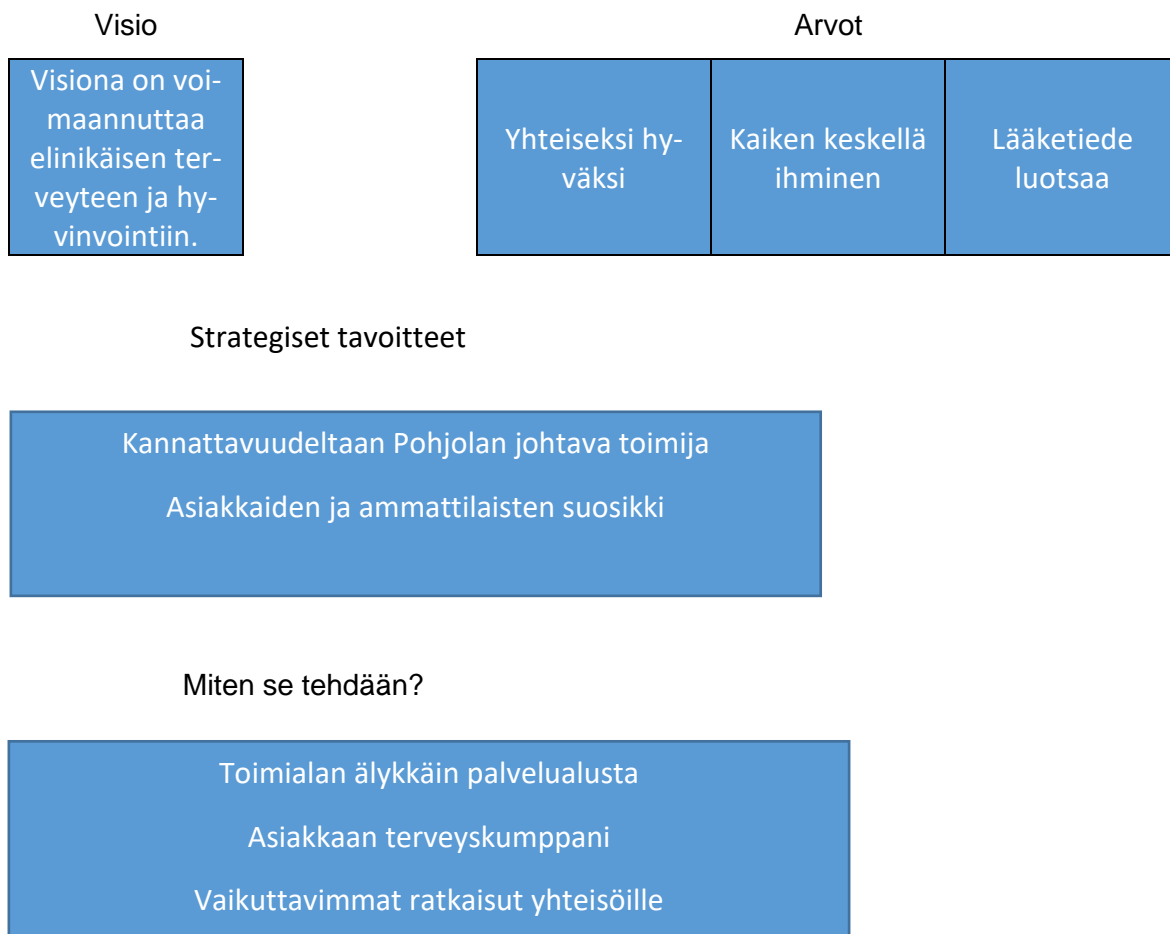 Visio
Arvot
Visiona on voi-
maannuttaa
elinikäisen ter-
veyteen ja hy-
vinvointiin.
Yhteiseksi hy-
väksi
Kaiken keskellä
ihminen
Lääketiede
luotsaa
Strategiset tavoitteet
Kannattavuudeltaan Pohjolan johtava toimija
Asiakkaiden ja ammattilaisten suosikki
Miten se tehdään?
Toimialan älykkäin palvelualusta
Asiakkaan terveyskumppani
Vaikuttavimmat ratkaisut yhteisöille